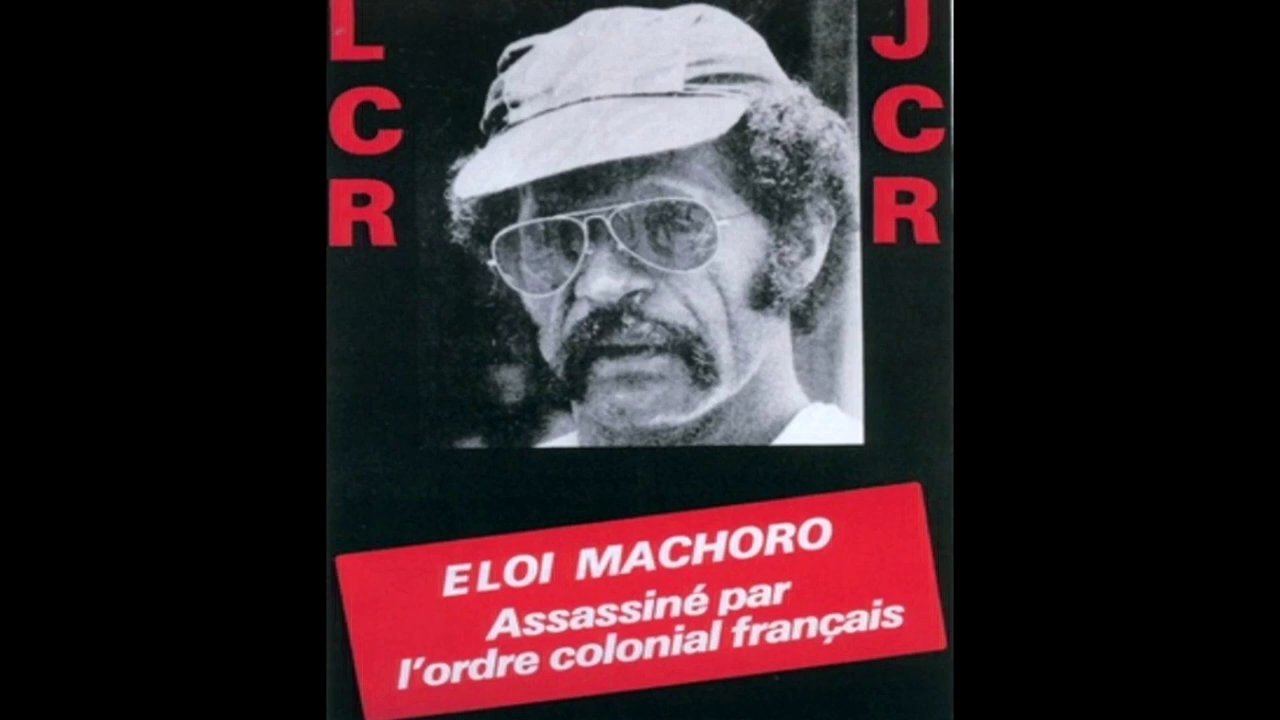 LCR
JCR
ELOI MACHORO
Assassiné par
l'ordre colonial français